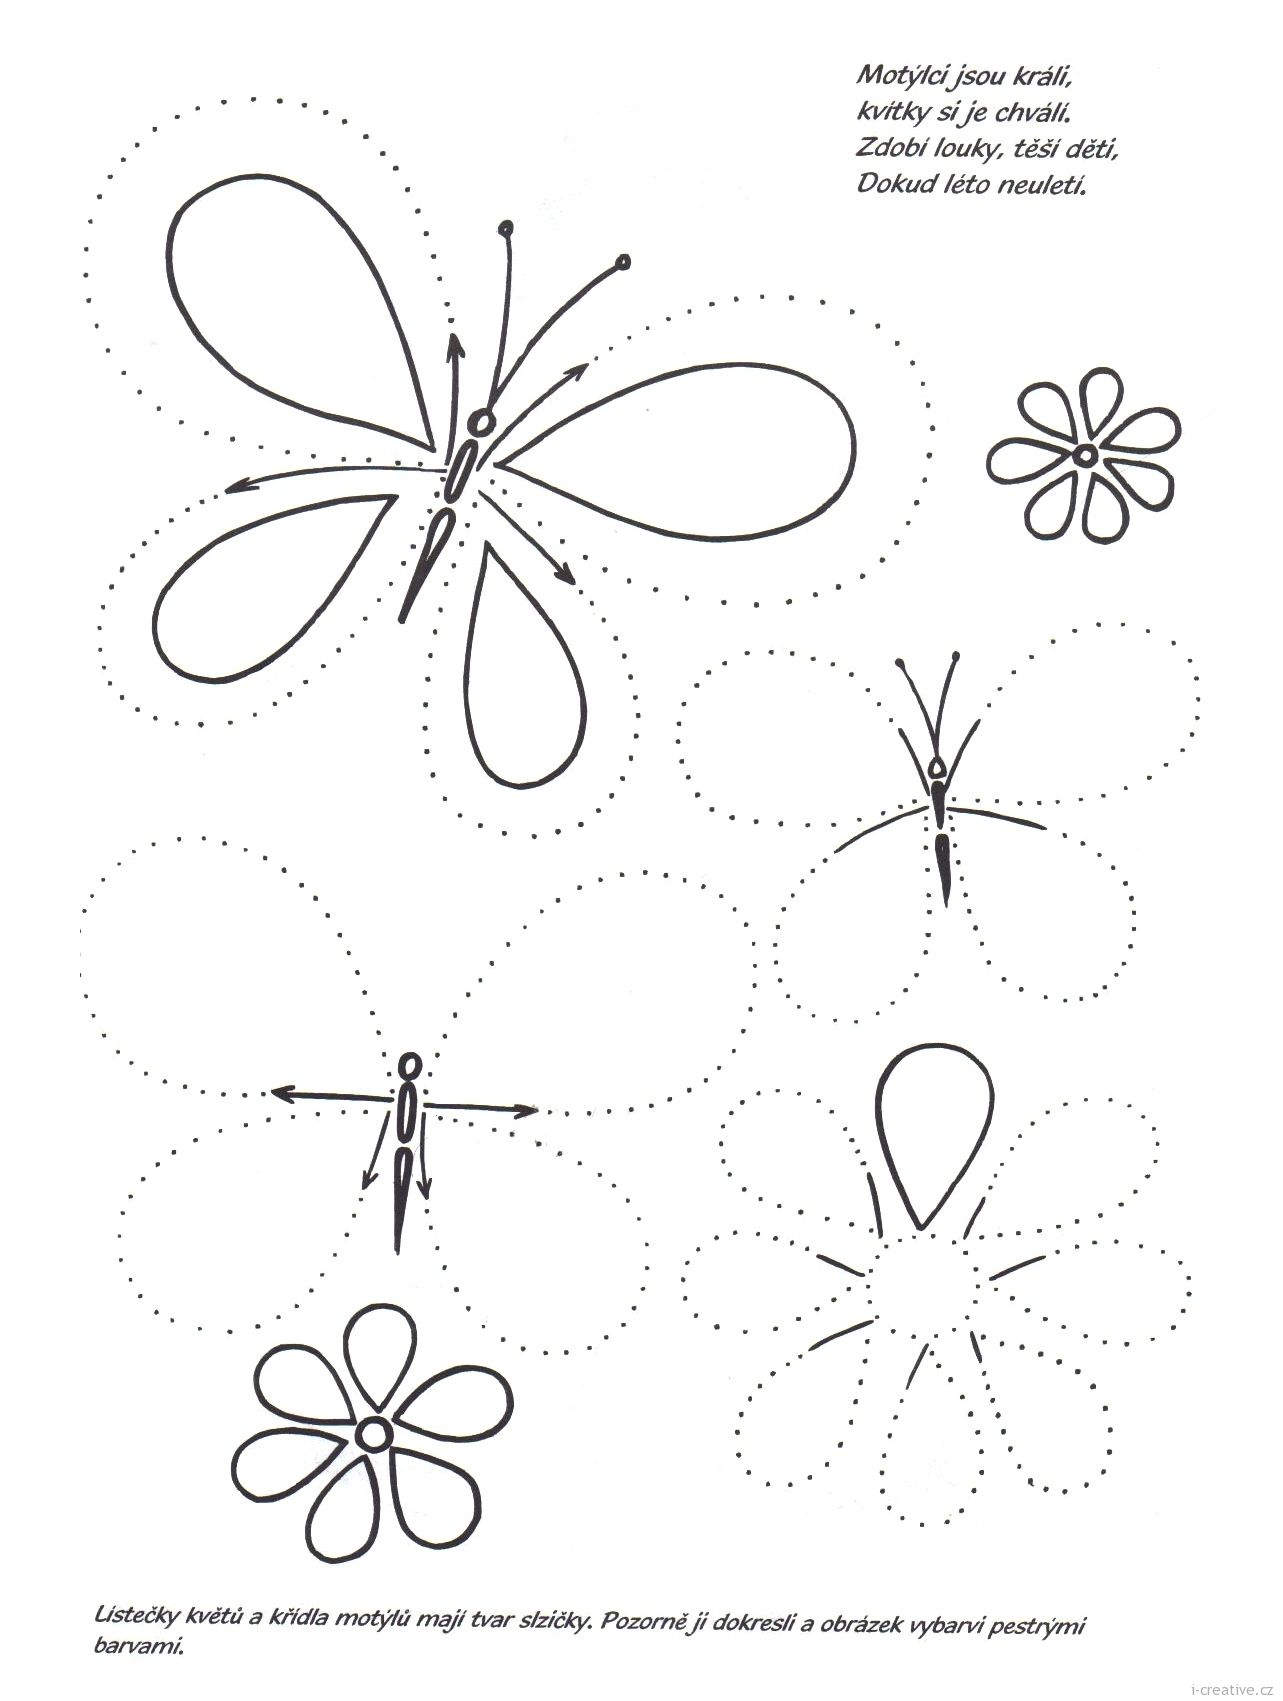 Motýlci jsou králi,
kvítky si je chválí.
Zdobí louky, těší děti,
Dokud léto neuletí.
Lístečky květů a křídla motýlů mají tvar slzičky. Pozorně ji dokresli a obrázek vybarvi pestrými
barvami.
i-creative.cz